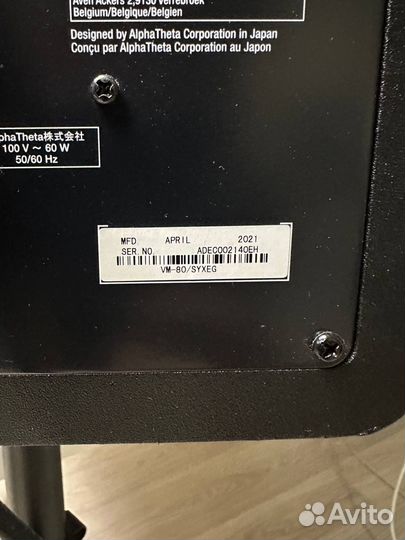 Aven Ackers 2,9130 Verrebroek
Belgium/Belgique/Belgien
Designed by AlphaTheta Corporation in Japan
Conçu par AlphaTheta Corporation au Japon
phaTheta株式会社
100 V ～ 60 W
50/60 Hz
MFD. APRIL 2021
SER. NO. ADEC002140EH
VM-80/SYXEG
Avito